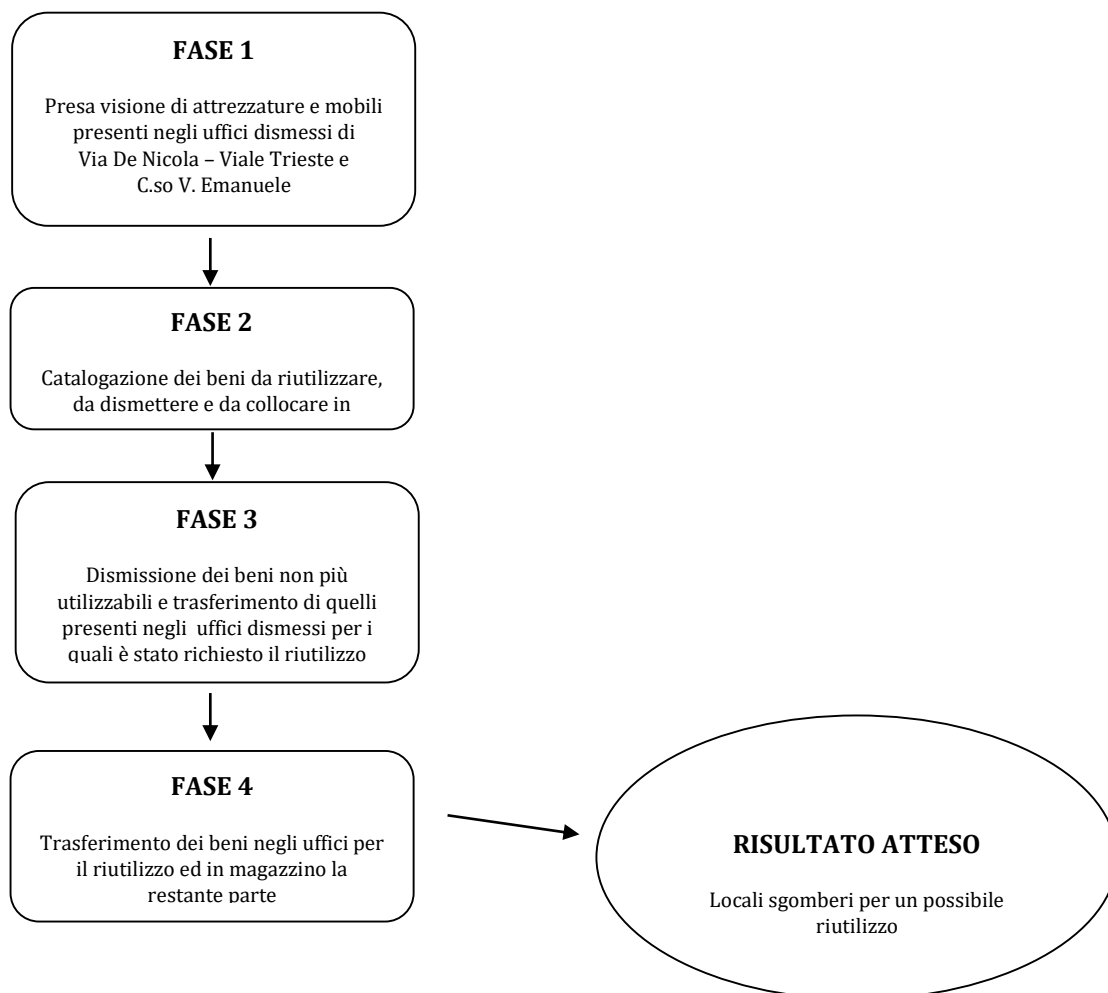 FASE 1
Presa visione di attrezzature e mobili
presenti negli uffici dismessi di
Via De Nicola – Viale Trieste e
C.so V. Emanuele
FASE 2
Catalogazione dei beni da riutilizzare,
da dismettere e da collocare in
FASE 3
Dismissione dei beni non più
utilizzabili e trasferimento di quelli
presenti negli uffici dismessi per i
quali è stato richiesto il riutilizzo
FASE 4
Trasferimento dei beni negli uffici per
il riutilizzo ed in magazzino la
restante parte
RISULTATO ATTESO
Locali sgomberi per un possibile
riutilizzo